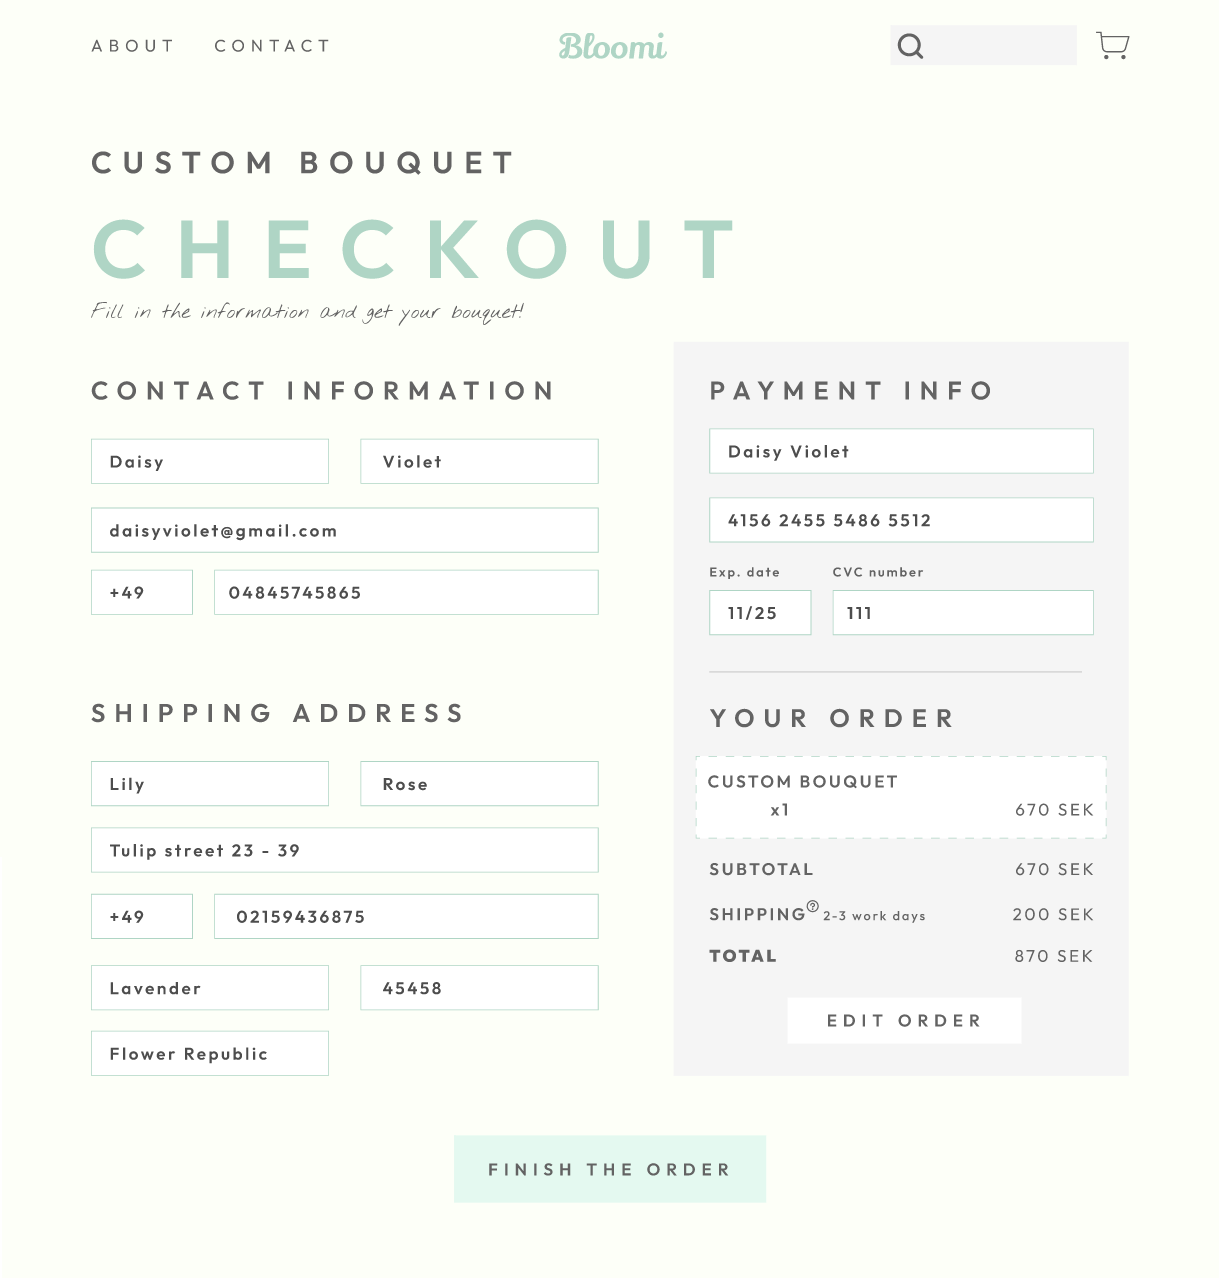 ABOUT CONTACT Bloomi
CUSTOM BOUQUET
CHECKOUT
Fill in the information and get your bouquet!
CONTACT INFORMATION
Daisy Violet
daisyviolet@gmail.com
+49 04845745865
SHIPPING ADDRESS
Lily Rose
Tulip street 23 - 39
+49 02159436875
Lavender 45458
Flower Republic
PAYMENT INFO
Daisy Violet
4156 2455 5486 5512
Exp. date CVC number
11/25 111
YOUR ORDER
CUSTOM BOUQUET
x1 670 SEK
SUBTOTAL 670 SEK
SHIPPING? 2-3 work days 200 SEK
TOTAL 870 SEK
EDIT ORDER
FINISH THE ORDER